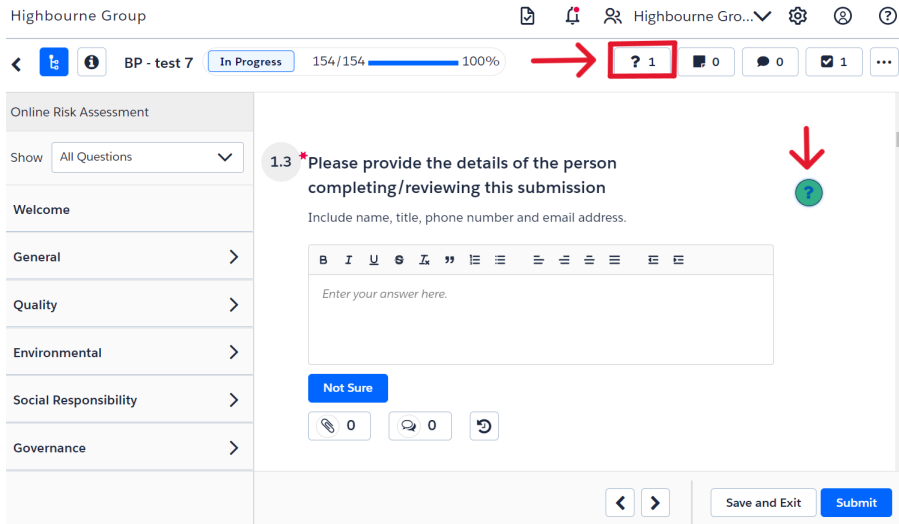 Highbourne Group
Highbourne Gro...
?
BP - test 7
In Progress
154/154
100%
? 1
0
0
1
...
Online Risk Assessment
Show
All Questions
Welcome
General
Quality
Environmental
Social Responsibility
Governance
1.3
* Please provide the details of the person
completing/reviewing this submission
?
Include name, title, phone number and email address.
B I U S Tx ”
Enter your answer here.
Not Sure
0
0
Save and Exit
Submit